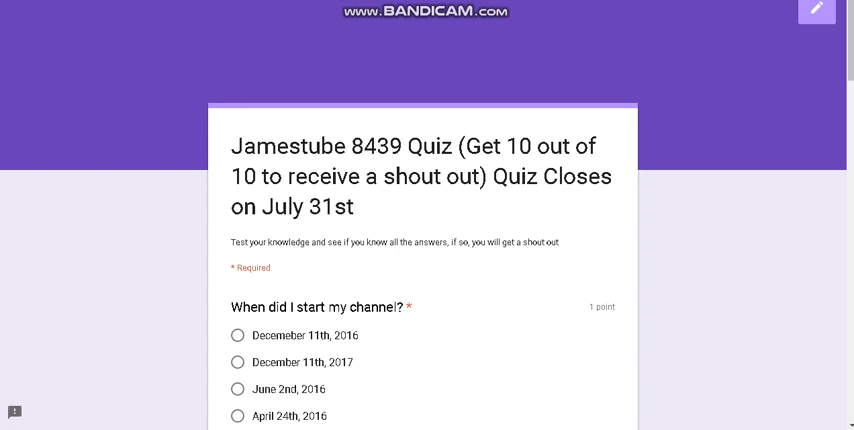 www.BANDICAM.com
Jamestube 8439 Quiz (Get 10 out of
10 to receive a shout out) Quiz Closes
on July 31st
Test your knowledge and see if you know all the answers, if so, you will get a shout out
* Required
When did I start my channel? *
1 point
Decemeber 11th, 2016
December 11th, 2017
June 2nd, 2016
April 24th, 2016